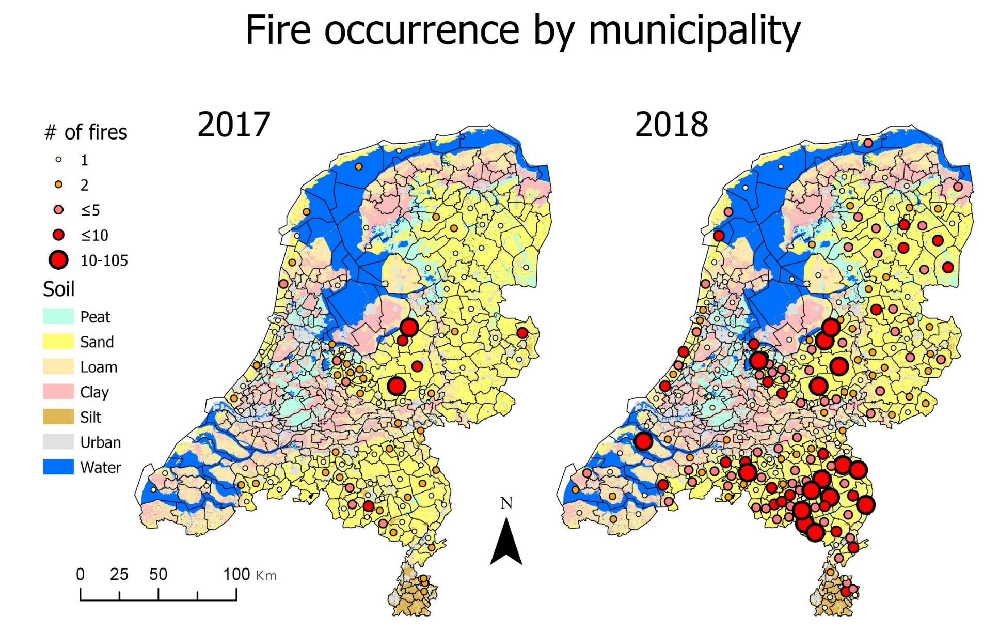 Fire occurrence by municipality
2017
2018
# of fires
1
2
≤5
≤10
10-105
Soil
Peat
Sand
Loam
Clay
Silt
Urban
Water
N
0 25 50 100 Km